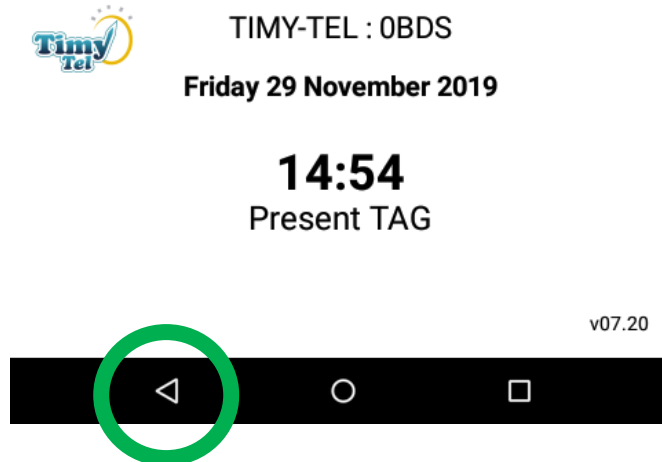 Timy
Tel
TIMY-TEL : 0BDS
Friday 29 November 2019
14:54
Present TAG
v07.20